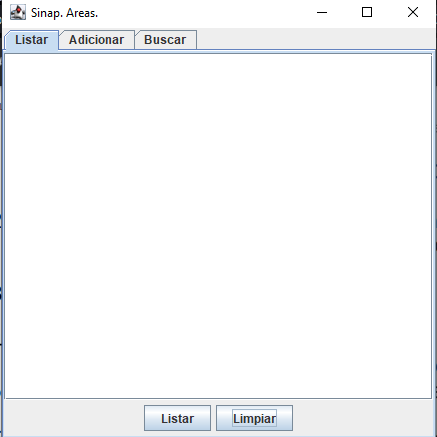 Sinap. Areas.
Listar Adicionar Buscar
Listar Limpiar